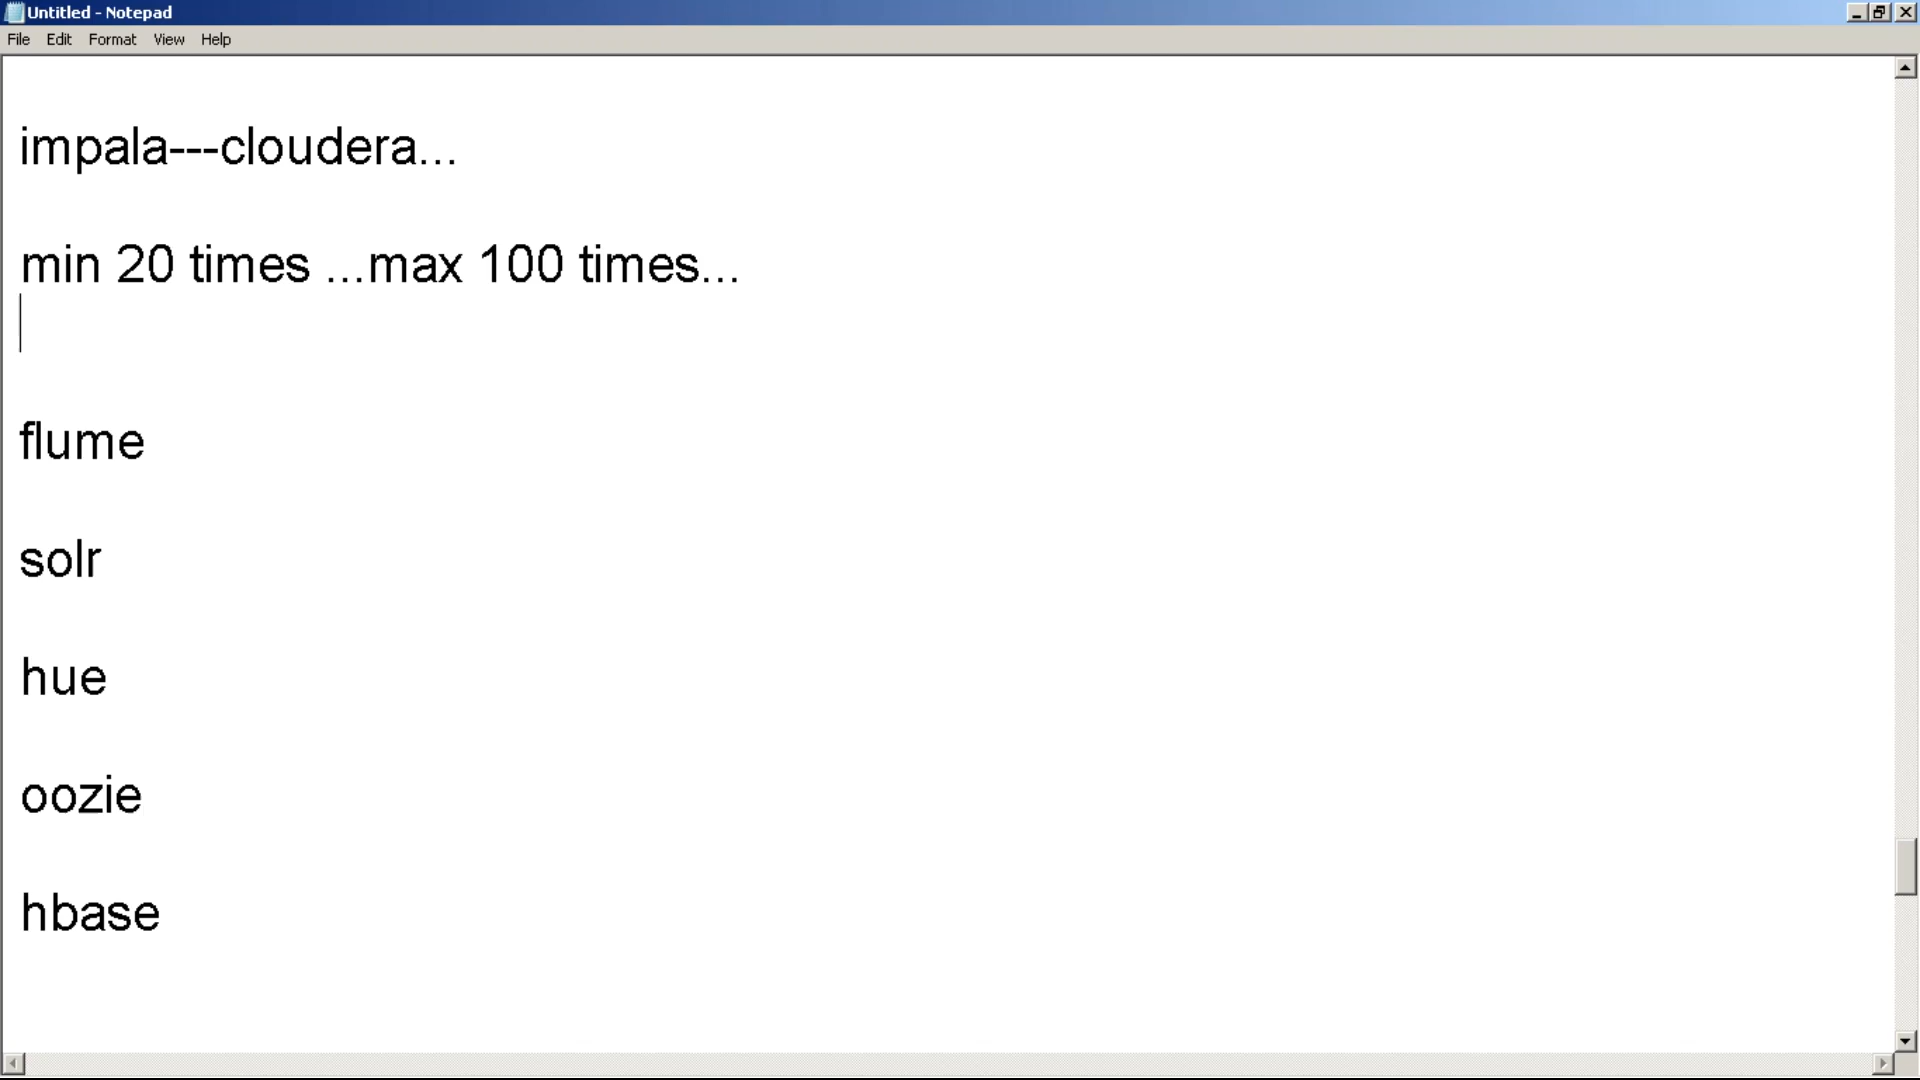 Untitled - Notepad
File Edit Format View Help
impala---cloudera...
min 20 times ...max 100 times...
flume
solr
hue
oozie
hbase